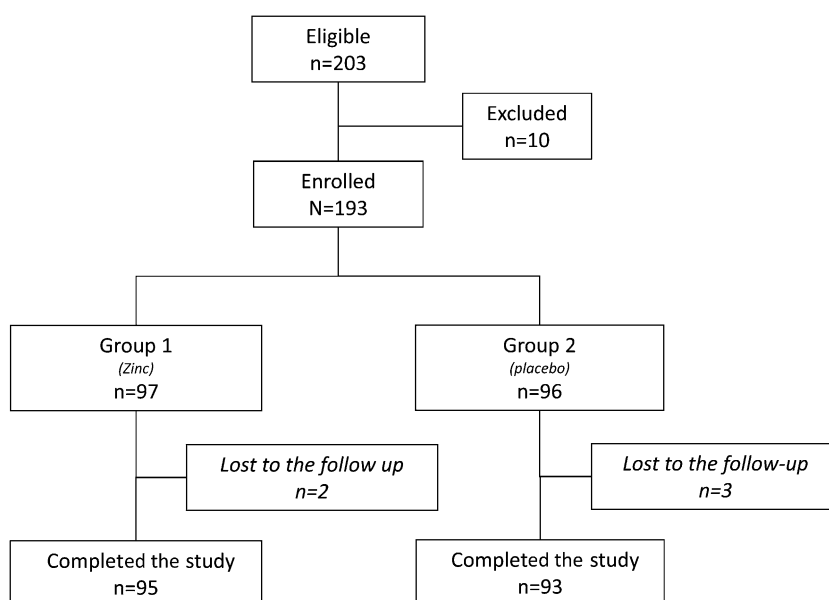 Eligible
n=203
Excluded
n=10
Enrolled
N=193
Group 1
(Zinc)
n=97
Group 2
(placebo)
n=96
Lost to the follow up
n=2
Lost to the follow-up
n=3
Completed the study
n=95
Completed the study
n=93